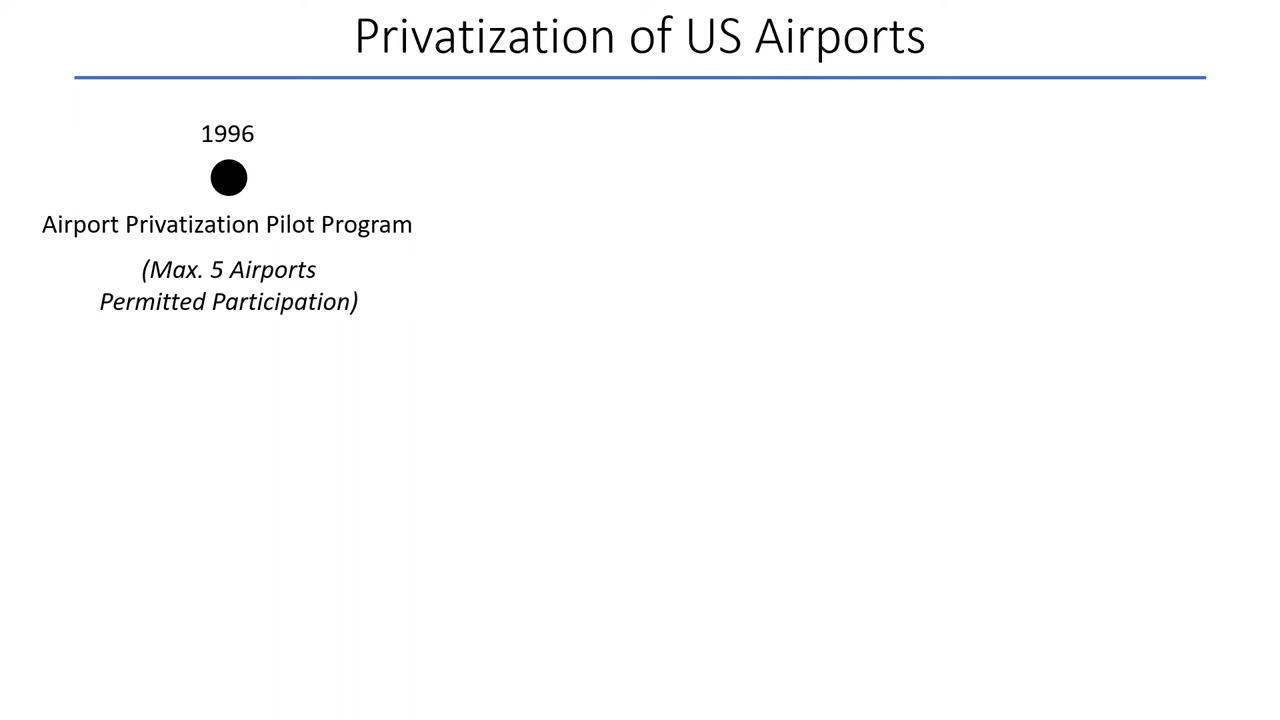 Privatization of US Airports
1996
Airport Privatization Pilot Program
(Max. 5 Airports
Permitted Participation)